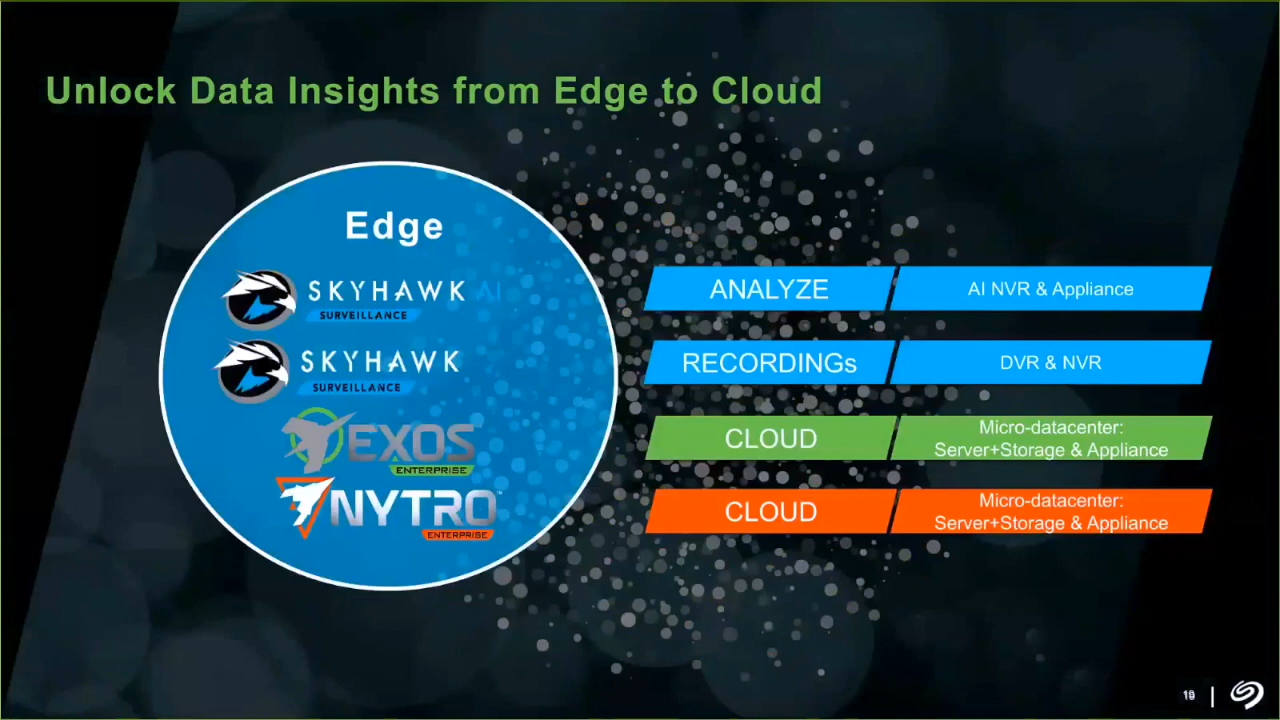 Unlock Data Insights from Edge to Cloud
Edge
SKYHAWK AI
SURVEILLANCE
SKYHAWK
SURVEILLANCE
EXOS
ENTERPRISE
NYTRO™
ENTERPRISE
ANALYZE
AI NVR & Appliance
RECORDINGs
DVR & NVR
CLOUD
Micro-datacenter:
Server+Storage & Appliance
CLOUD
Micro-datacenter:
Server+Storage & Appliance